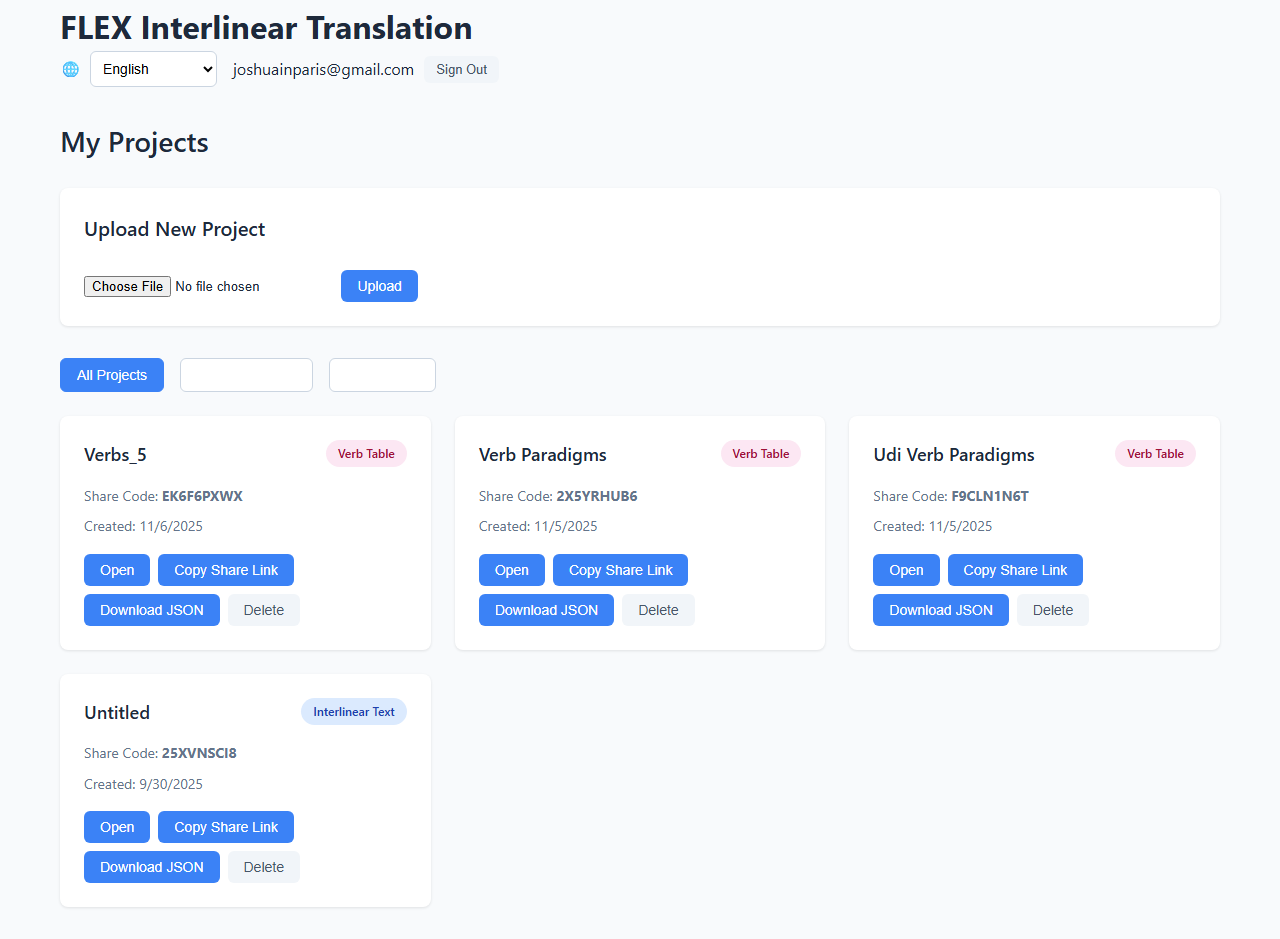 FLEX Interlinear Translation
English joshuainparis@gmail.com Sign Out
My Projects
Upload New Project
Choose File No file chosen Upload
All Projects
Verbs_5 Verb Table
Share Code: EK6F6PXWX
Created: 11/6/2025
Open Copy Share Link
Download JSON Delete
Verb Paradigms Verb Table
Share Code: 2X5YRHUB6
Created: 11/5/2025
Open Copy Share Link
Download JSON Delete
Udi Verb Paradigms Verb Table
Share Code: F9CLN1N6T
Created: 11/5/2025
Open Copy Share Link
Download JSON Delete
Untitled Interlinear Text
Share Code: 25XVNSCI8
Created: 9/30/2025
Open Copy Share Link
Download JSON Delete